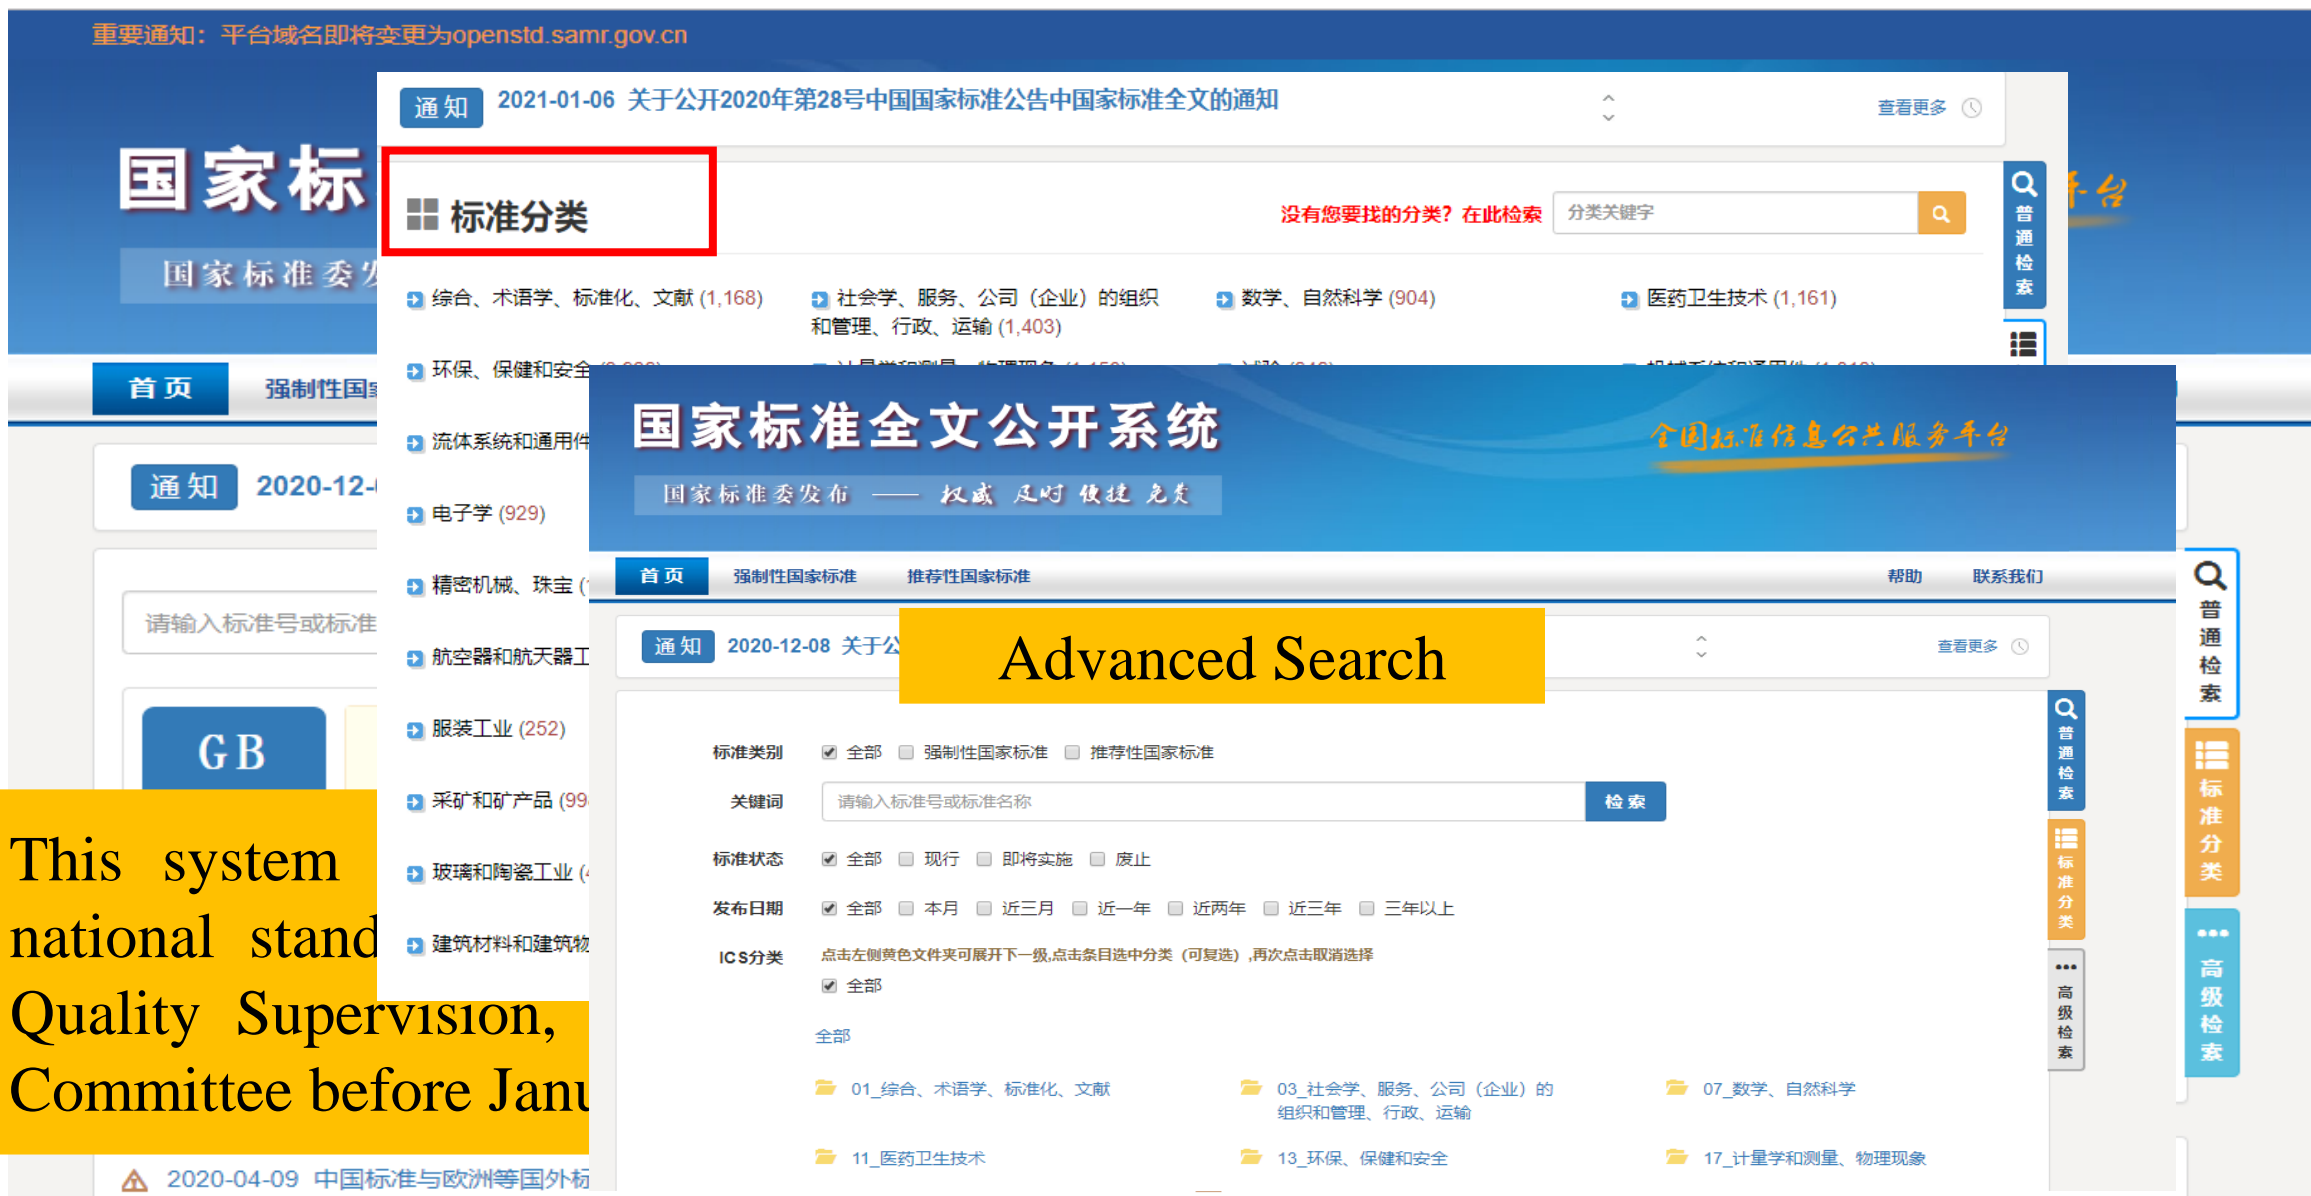 重要通知：平台域名即将变更为openstd.samr.gov.cn
国家标
国家标准委发
平台
首页 强制性国
通知 2020-12-
请输入标准号或标准
GB
This system
national stand
Quality Supervision,
Committee before Janu
2020-04-09 中国标准与欧洲等国外标
通知 2021-01-06 关于公开2020年第28号中国国家标准公告中国家标准全文的通知 查看更多
标准分类
没有您要找的分类？在此检索 分类关键字
综合、术语学、标准化、文献 (1,168)
社会学、服务、公司（企业）的组织
和管理、行政、运输 (1,403)
数学、自然科学 (904)
医药卫生技术 (1,161)
环保、保健和安全
流体系统和通用件
电子学 (929)
精密机械、珠宝
航空器和航天器工
服装工业 (252)
采矿和矿产品 (99
玻璃和陶瓷工业
建筑材料和建筑物
普通检索
国家标准全文公开系统
全国标准信息公共服务平台
国家标准委发布 —— 权威 及时 便捷 免费
首页 强制性国家标准 推荐性国家标准 帮助 联系我们
通知 2020-12-08 关于公 查看更多
Advanced Search
标准类别 全部 强制性国家标准 推荐性国家标准
关键词 请输入标准号或标准名称 检索
标准状态 全部 现行 即将实施 废止
发布日期 全部 本月 近三月 近一年 近两年 近三年 三年以上
ICS分类 点击左侧黄色文件夹可展开下一级,点击条目选中分类（可复选）,再次点击取消选择
全部
全部
01_综合、术语学、标准化、文献
03_社会学、服务、公司（企业）的
组织和管理、行政、运输
07_数学、自然科学
11_医药卫生技术
13_环保、保健和安全
17_计量学和测量、物理现象
普通检索
标准分类
高级检索
普通检索
标准分类
高级检索